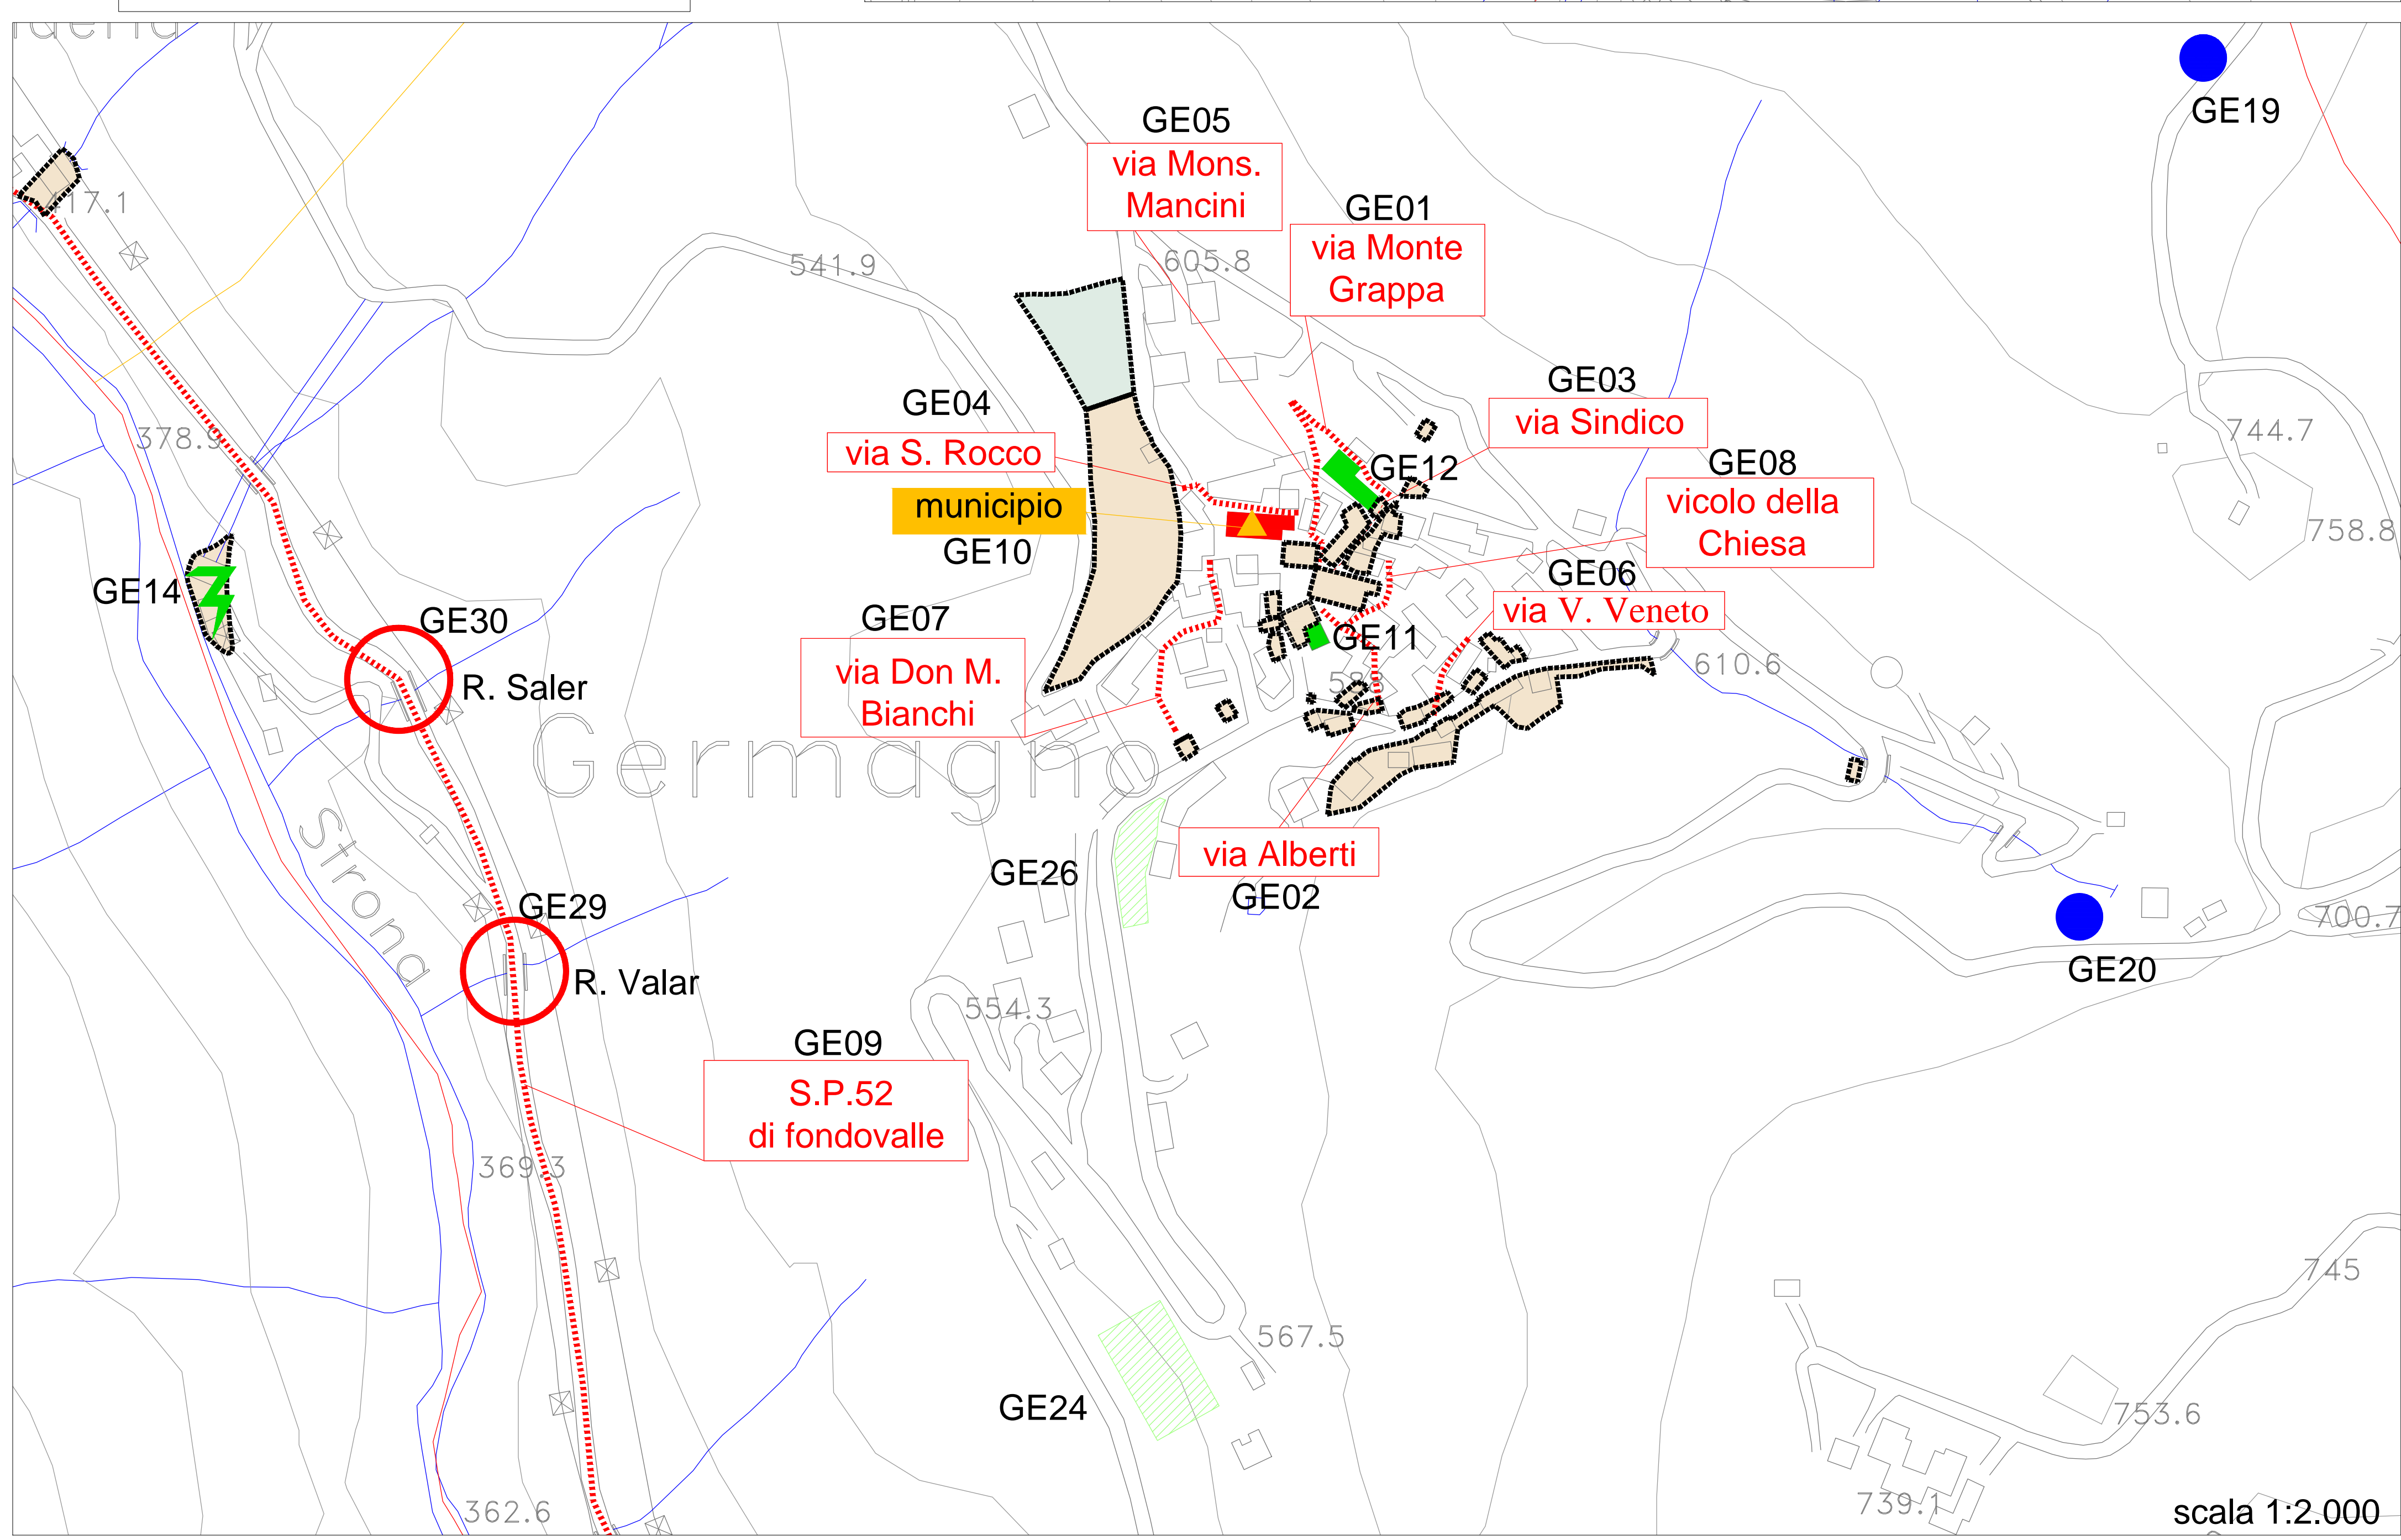 GE19
GE05
via Mons.
Mancini
417.1
GE01
via Monte
Grappa
541.9
605.8
GE03
via Sindico
GE04
via S. Rocco
378.9
744.7
GE12
GE08
vicolo della
Chiesa
municipio
GE10
758.8
GE14
GE06
via V. Veneto
GE30
R. Saler
GE07
via Don M.
Bianchi
GE11
610.6
Germagno
Strona
via Alberti
GE02
GE26
GE29
R. Valar
700.7
GE20
554.3
GE09
S.P.52
di fondovalle
369.3
745
567.5
GE24
753.6
739.1
362.6
scala 1:2.000